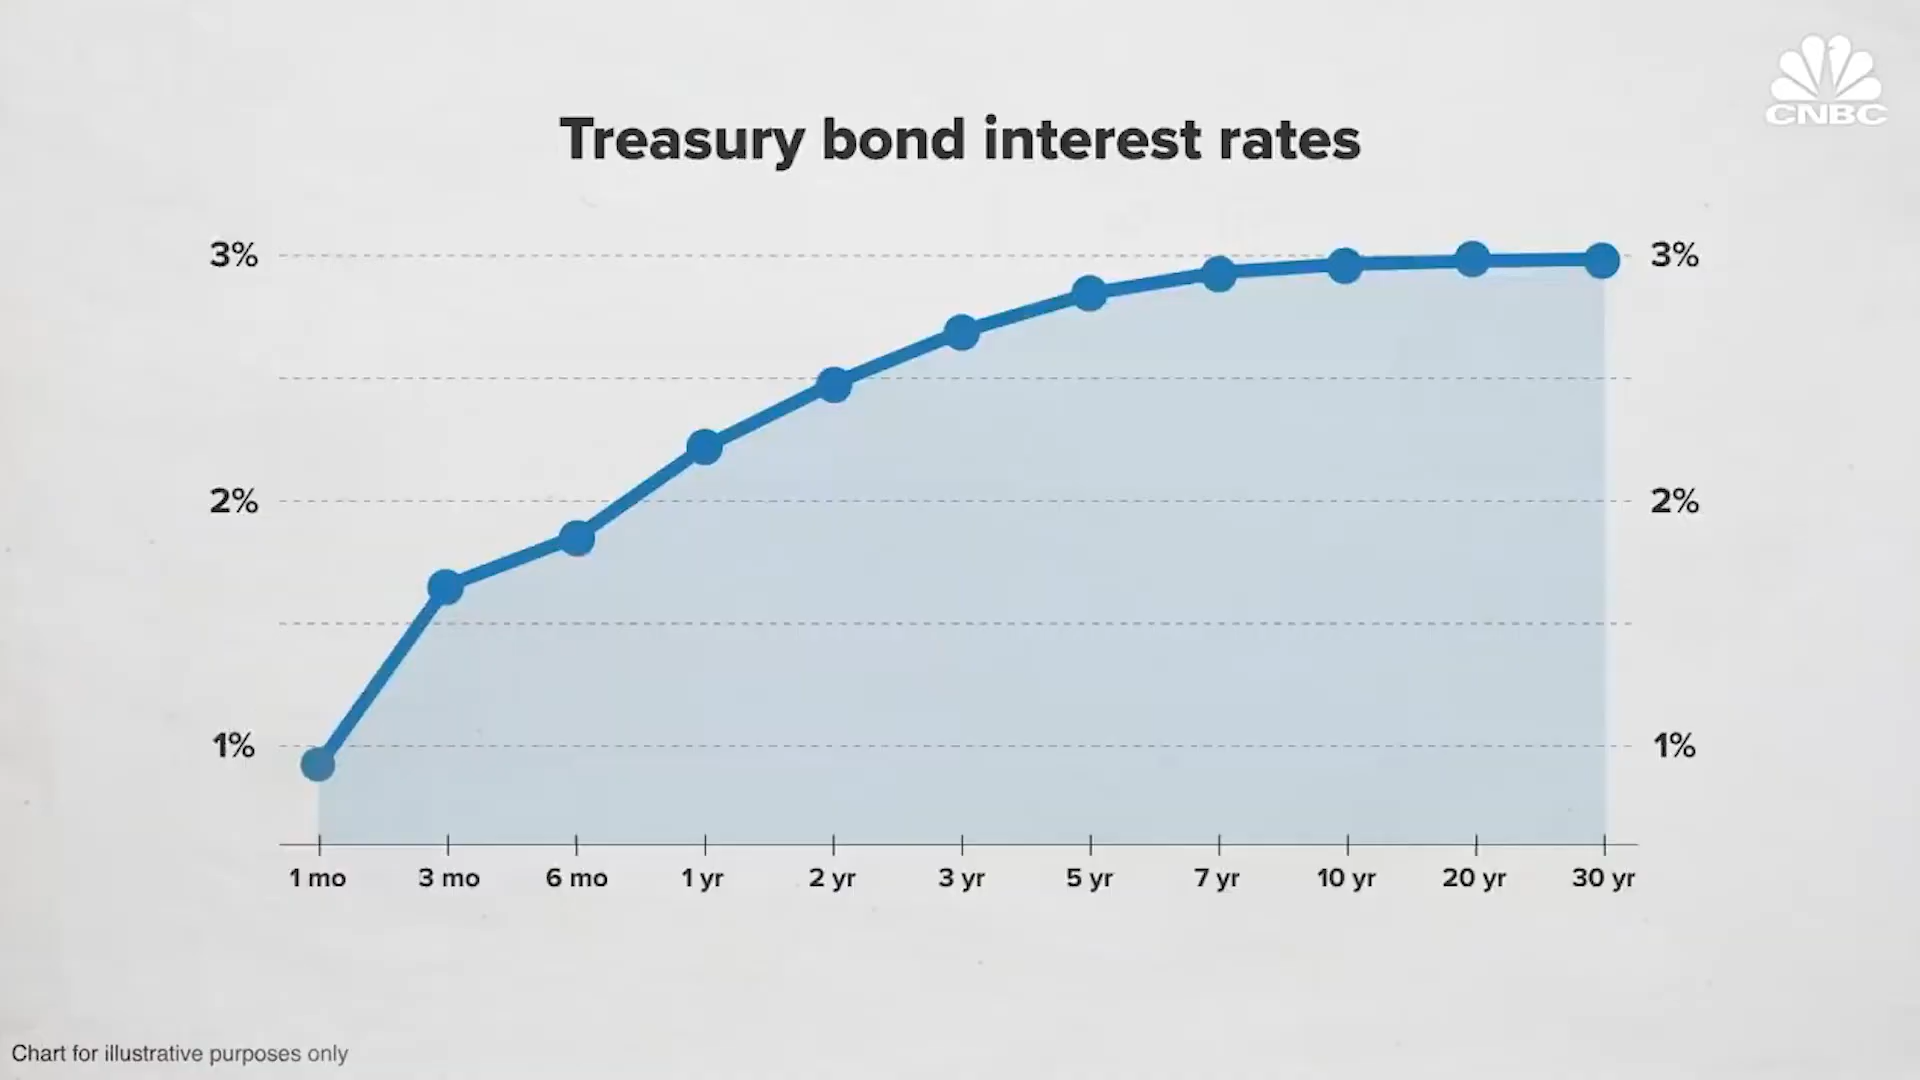 CNBC
Treasury bond interest rates
3% 3%
2% 2%
1% 1%
1 mo 3 mo 6 mo 1 yr 2 yr 3 yr 5 yr 7 yr 10 yr 20 yr 30 yr
Chart for illustrative purposes only